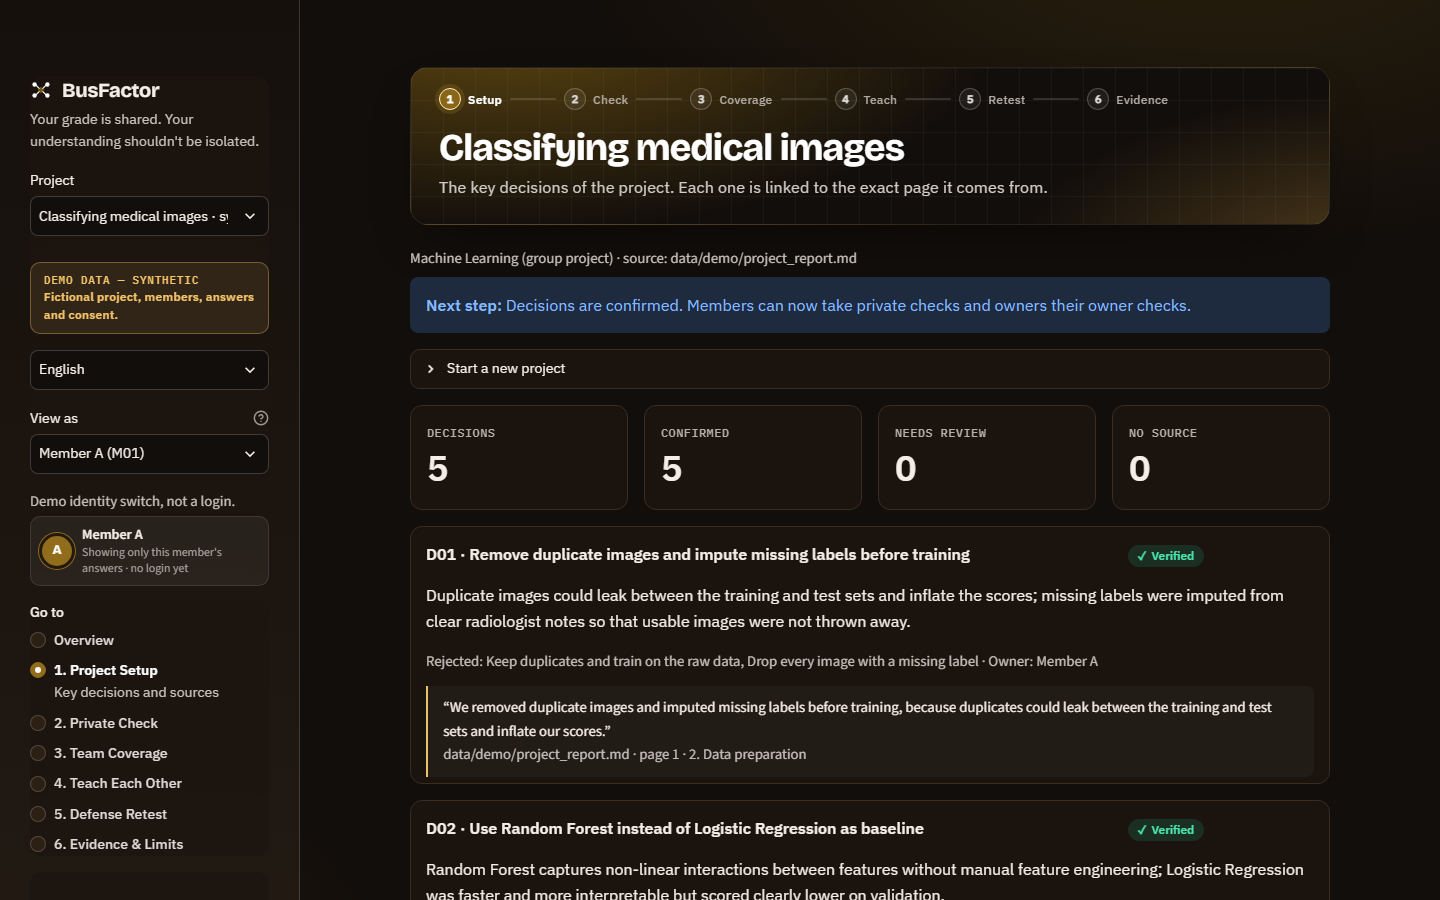 BusFactor
Your grade is shared. Your
understanding shouldn't be isolated.
Project
Classifying medical images · sy
DEMO DATA — SYNTHETIC
Fictional project, members, answers
and consent.
English
View as
Member A (M01)
Demo identity switch, not a login.
A
Member A
Showing only this member's
answers · no login yet
Go to
Overview
1. Project Setup
Key decisions and sources
2. Private Check
3. Team Coverage
4. Teach Each Other
5. Defense Retest
6. Evidence & Limits
1 Setup 2 Check 3 Coverage 4 Teach 5 Retest 6 Evidence
Classifying medical images
The key decisions of the project. Each one is linked to the exact page it comes from.
Machine Learning (group project) · source: data/demo/project_report.md
Next step: Decisions are confirmed. Members can now take private checks and owners their owner checks.
Start a new project
DECISIONS
5
CONFIRMED
5
NEEDS REVIEW
0
NO SOURCE
0
D01 · Remove duplicate images and impute missing labels before training
✓ Verified
Duplicate images could leak between the training and test sets and inflate the scores; missing labels were imputed from
clear radiologist notes so that usable images were not thrown away.
Rejected: Keep duplicates and train on the raw data, Drop every image with a missing label · Owner: Member A
“We removed duplicate images and imputed missing labels before training, because duplicates could leak between the training and test
sets and inflate our scores.”
data/demo/project_report.md · page 1 · 2. Data preparation
D02 · Use Random Forest instead of Logistic Regression as baseline
✓ Verified
Random Forest captures non-linear interactions between features without manual feature engineering; Logistic Regression
was faster and more interpretable but scored clearly lower on validation.